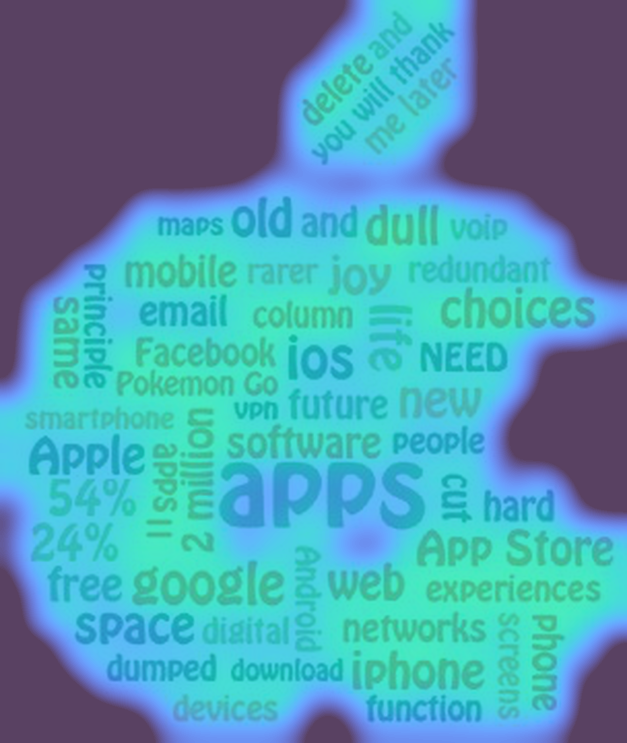 delete and
you will thank
me later
maps old and dull voip
mobile rarer joy redundant
principle
same
email column life choices
Facebook ios NEED
Pokemon Go
smartphone vpn future new
software people
Apple apps II 2 million apps cut hard
54%
24% App Store
free google Android web experiences
space digital networks
screens phone
dumped download iphone
devices function